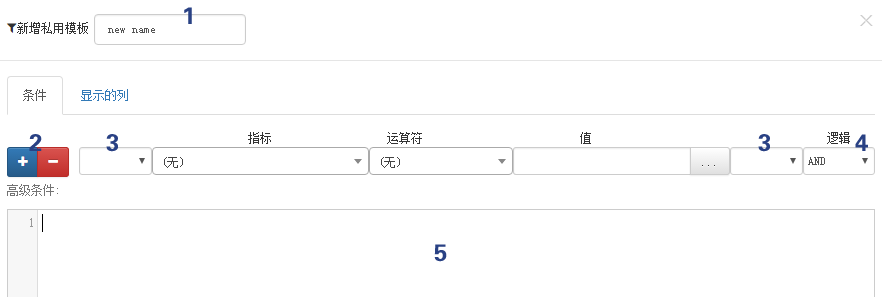 1
新增私用模板 new name ×
条件 显示的列
2 3 指标 运算符 值 3 逻辑 4
+ − (无) (无) ... AND
高级条件:
1
5